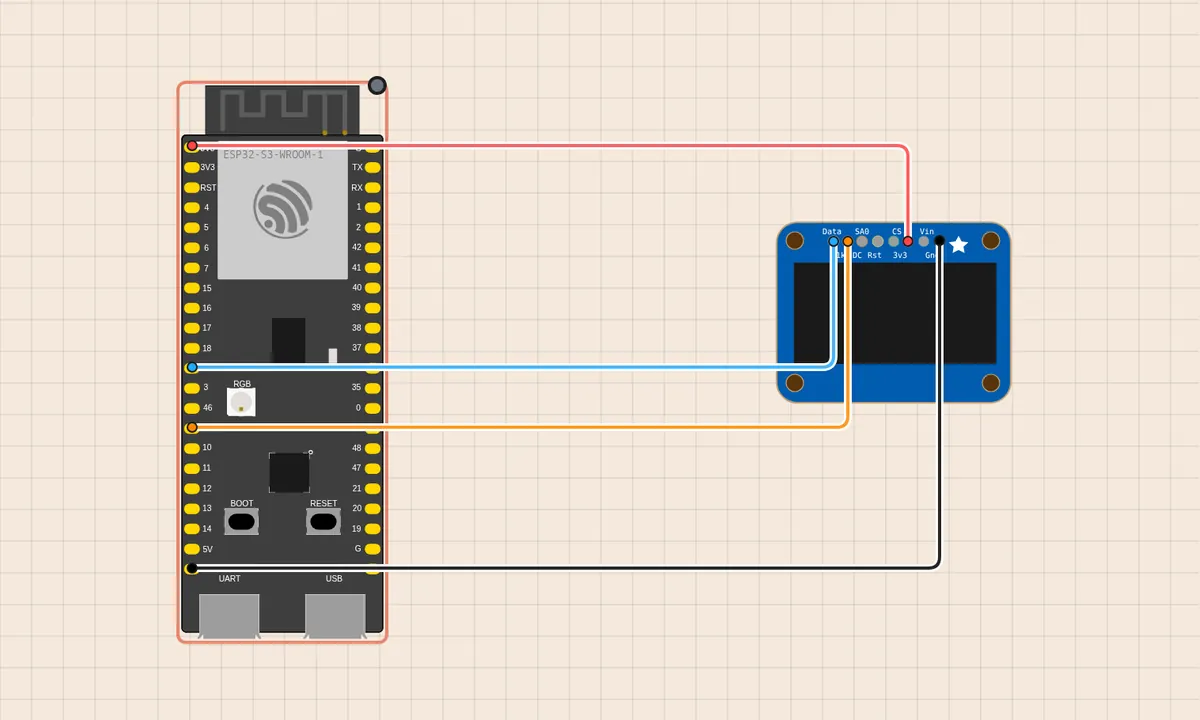 ESP32-S3-WROOM-1
3V3 TX
RST RX
4 1
5 2
6 42
7 41
15 40
16 39
17 38
18 37
RGB
3 35
46 0
10 48
11 47
12 21
BOOT RESET
13 20
14 19
5V G
UART USB
Data SA0 CS Vin
DC Rst 3v3